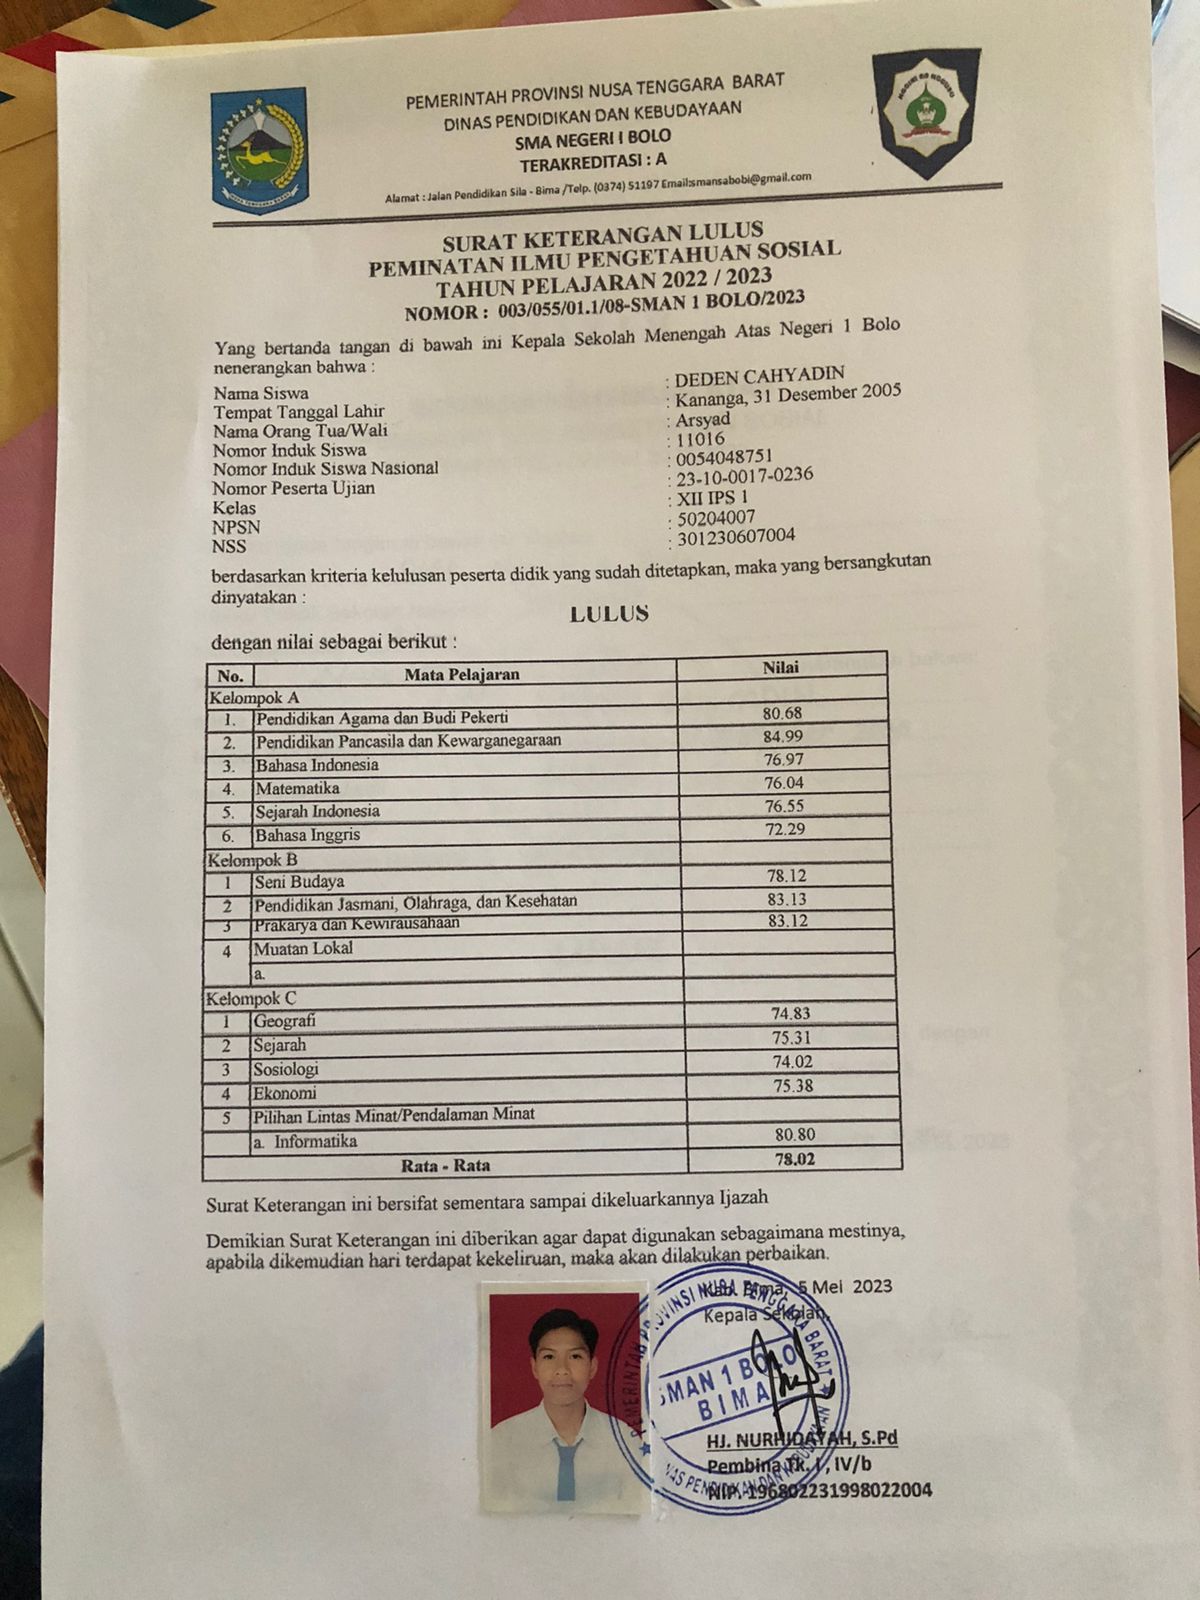 PEMERINTAH PROVINSI NUSA TENGGARA BARAT
DINAS PENDIDIKAN DAN KEBUDAYAAN
SMA NEGERI I BOLO
TERAKREDITASI : A
Alamat : Jalan Pendidikan Sila - Bima /Telp. (0374) 51197 Email:smansabobi@gmail.com
SURAT KETERANGAN LULUS
PEMINATAN ILMU PENGETAHUAN SOSIAL
TAHUN PELAJARAN 2022 / 2023
NOMOR : 003/055/01.1/08-SMAN 1 BOLO/2023
Yang bertanda tangan di bawah ini Kepala Sekolah Menengah Atas Negeri 1 Bolo
nenerangkan bahwa :
Nama Siswa : DEDEN CAHYADIN
Tempat Tanggal Lahir : Kananga, 31 Desember 2005
Nama Orang Tua/Wali : Arsyad
Nomor Induk Siswa : 11016
Nomor Induk Siswa Nasional : 0054048751
Nomor Peserta Ujian : 23-10-0017-0236
Kelas : XII IPS 1
NPSN : 50204007
NSS : 301230607004
berdasarkan kriteria kelulusan peserta didik yang sudah ditetapkan, maka yang bersangkutan
dinyatakan :
LULUS
dengan nilai sebagai berikut :
No. Mata Pelajaran Nilai
Kelompok A
1. Pendidikan Agama dan Budi Pekerti 80.68
2. Pendidikan Pancasila dan Kewarganegaraan 84.99
3. Bahasa Indonesia 76.97
4. Matematika 76.04
5. Sejarah Indonesia 76.55
6. Bahasa Inggris 72.29
Kelompok B
1 Seni Budaya 78.12
2 Pendidikan Jasmani, Olahraga, dan Kesehatan 83.13
3 Prakarya dan Kewirausahaan 83.12
4 Muatan Lokal
a.
Kelompok C
1 Geografi 74.83
2 Sejarah 75.31
3 Sosiologi 74.02
4 Ekonomi 75.38
5 Pilihan Lintas Minat/Pendalaman Minat
a. Informatika 80.80
Rata - Rata 78.02
Surat Keterangan ini bersifat sementara sampai dikeluarkannya Ijazah
Demikian Surat Keterangan ini diberikan agar dapat digunakan sebagaimana mestinya,
apabila dikemudian hari terdapat kekeliruan, maka akan dilakukan perbaikan.
Kab. Bima, 5 Mei 2023
Kepala Sekolah,
PEMERINTAH PROVINSI NUSA TENGGARA BARAT
SMAN 1 BOLO
BIMA
NAS PENDIDIKAN DAN KEBUDAYAAN
HJ. NURHIDAYAH, S.Pd
Pembina Tk. I , IV/b
NIP. 196802231998022004